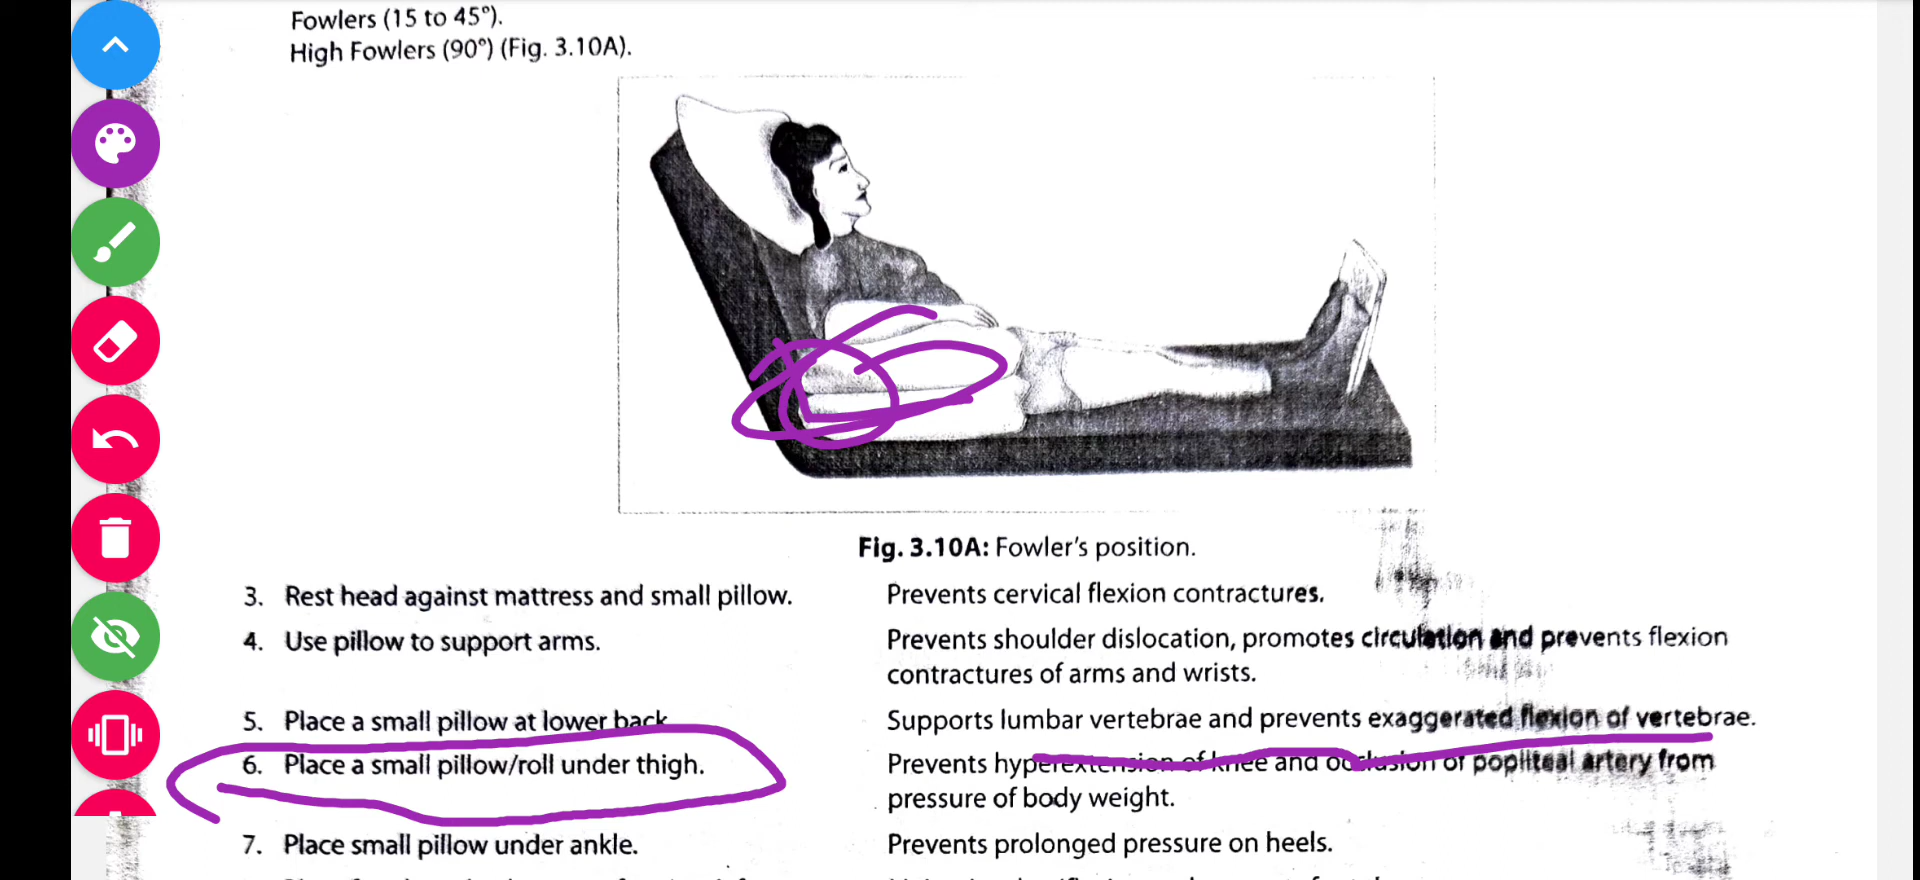 Fowlers (15 to 45°).
High Fowlers (90°) (Fig. 3.10A).
Fig. 3.10A: Fowler's position.
3. Rest head against mattress and small pillow.
Prevents cervical flexion contractures.
4. Use pillow to support arms.
Prevents shoulder dislocation, promotes circulation and prevents flexion
contractures of arms and wrists.
5. Place a small pillow at lower back
Supports lumbar vertebrae and prevents exaggerated flexion of vertebrae.
6. Place a small pillow/roll under thigh.
Prevents hyperextension of knee and occlusion of popliteal artery from
pressure of body weight.
7. Place small pillow under ankle.
Prevents prolonged pressure on heels.